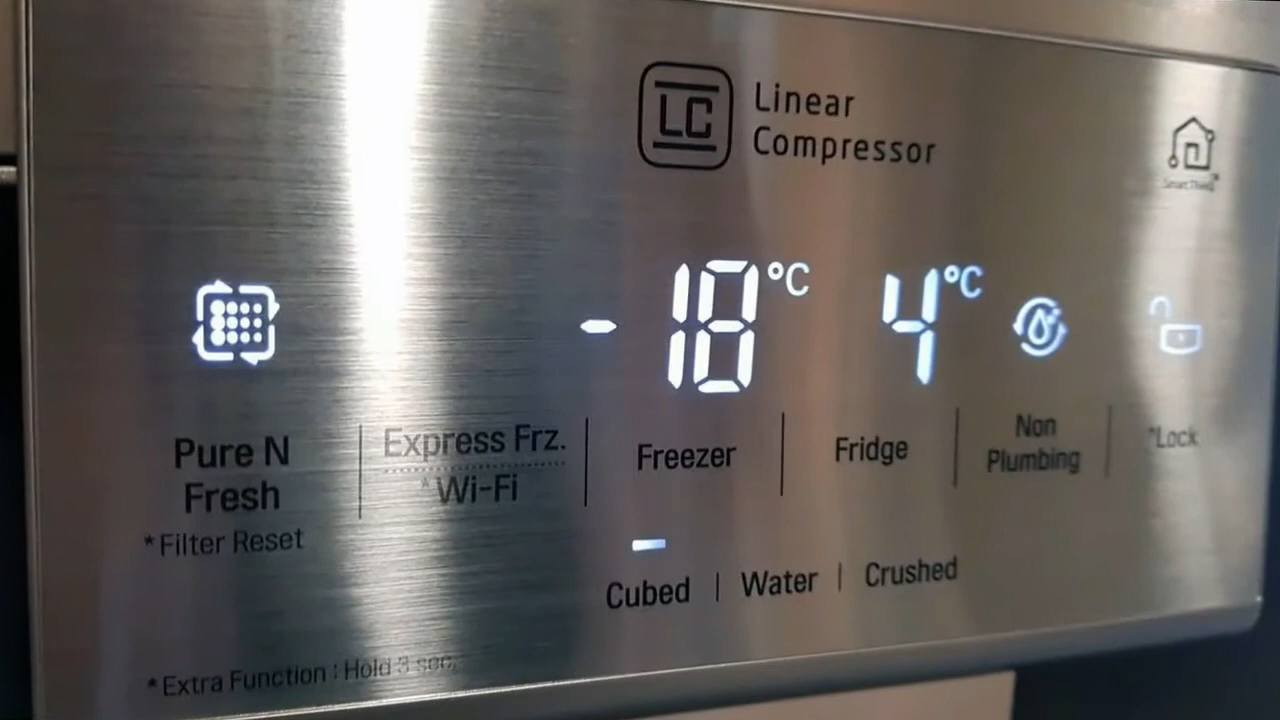 LC
Linear
Compressor
SmartThinQ™
-18°C
4°C
Pure N
Fresh
*Filter Reset
Express Frz.
*Wi-Fi
Freezer
Fridge
Non
Plumbing
*Lock
Cubed | Water | Crushed
*Extra Function : Hold 3 sec.